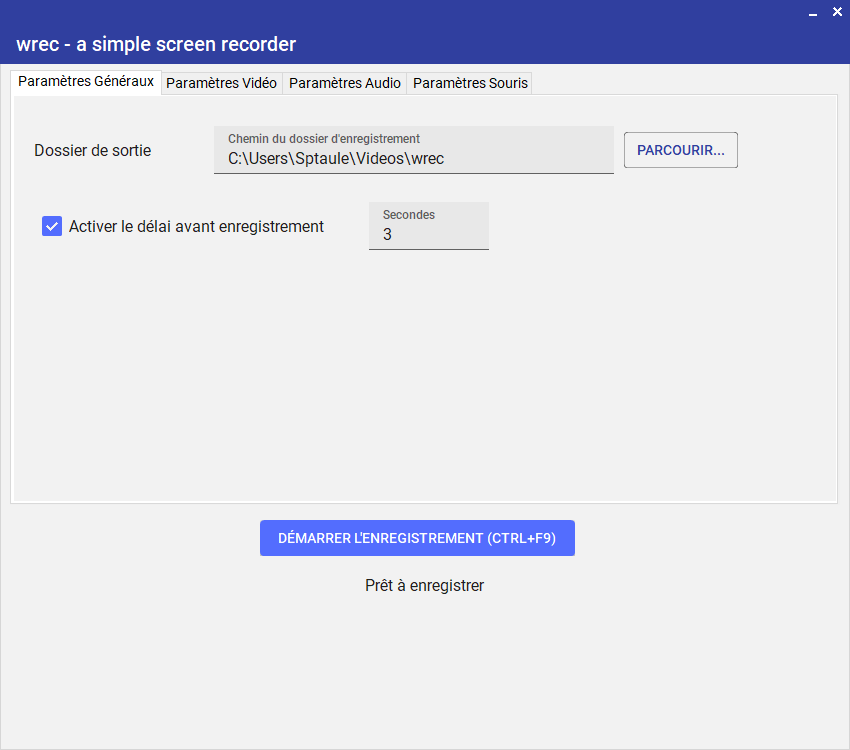 wrec - a simple screen recorder
Paramètres Généraux Paramètres Vidéo Paramètres Audio Paramètres Souris
Dossier de sortie
Chemin du dossier d'enregistrement
C:\Users\Sptaule\Videos\wrec
PARCOURIR...
Activer le délai avant enregistrement
Secondes
3
DÉMARRER L'ENREGISTREMENT (CTRL+F9)
Prêt à enregistrer